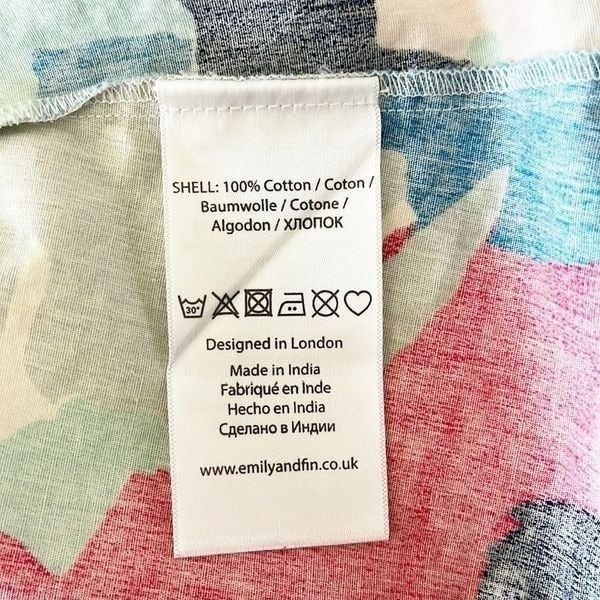 SHELL: 100% Cotton / Coton /
Baumwolle / Cotone /
Algodon / ХЛОПОК
30°
Designed in London
Made in India
Fabriqué en Inde
Hecho en India
Сделано в Индии
www.emilyandfin.co.uk